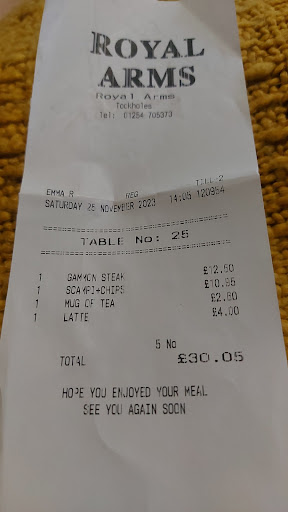 ROYAL
ARMS
Royal Arms
Tockholes
Tel: 01254 705373
EMMA R REG TILL 2
SATURDAY 25 NOVEMBER 2023 14:05 120954
TABLE No: 25
1 GAMMON STEAK £12.50
1 SCAMPI+CHIPS £10.95
1 MUG OF TEA £2.60
1 LATTE £4.00
5 No
TOTAL £30.05
HOPE YOU ENJOYED YOUR MEAL
SEE YOU AGAIN SOON